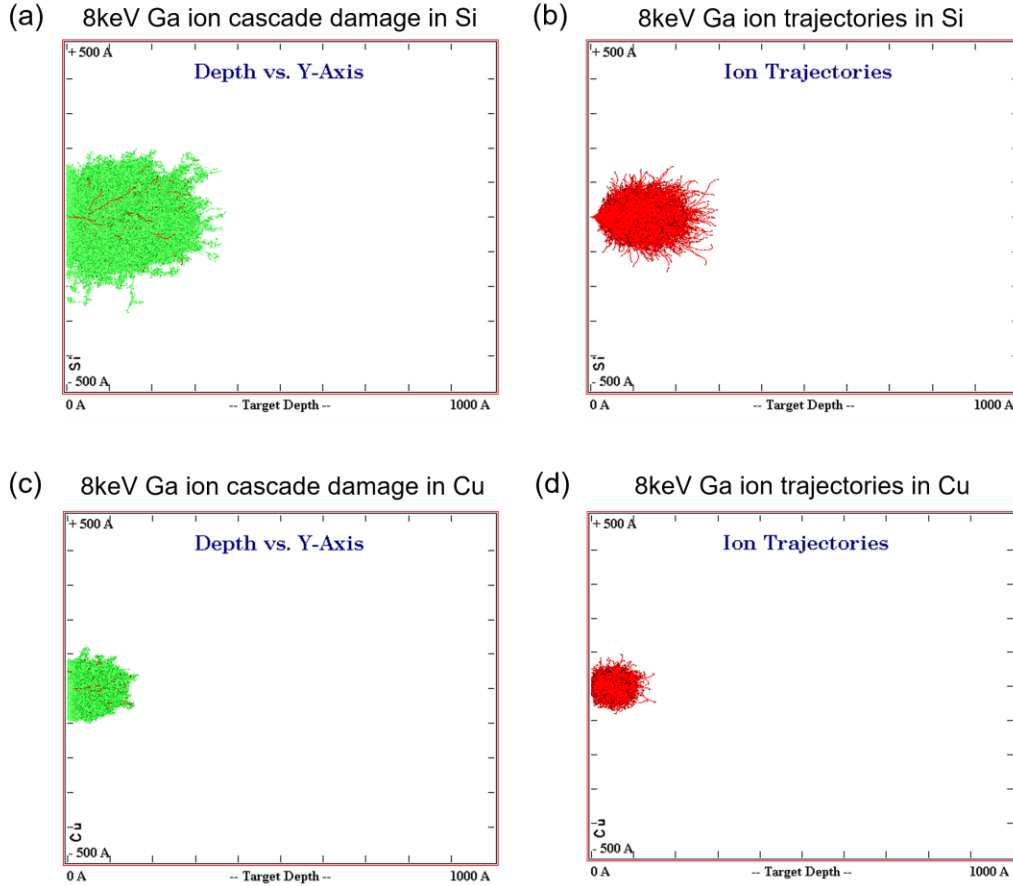 (a) 8keV Ga ion cascade damage in Si
+ 500 A
Depth vs. Y-Axis
Si
- 500 A
0 A -- Target Depth -- 1000 A
(b) 8keV Ga ion trajectories in Si
+ 500 A
Ion Trajectories
Si
- 500 A
0 A -- Target Depth -- 1000 A
(c) 8keV Ga ion cascade damage in Cu
+ 500 A
Depth vs. Y-Axis
Cu
- 500 A
0 A -- Target Depth -- 1000 A
(d) 8keV Ga ion trajectories in Cu
+ 500 A
Ion Trajectories
Cu
- 500 A
0 A -- Target Depth -- 1000 A